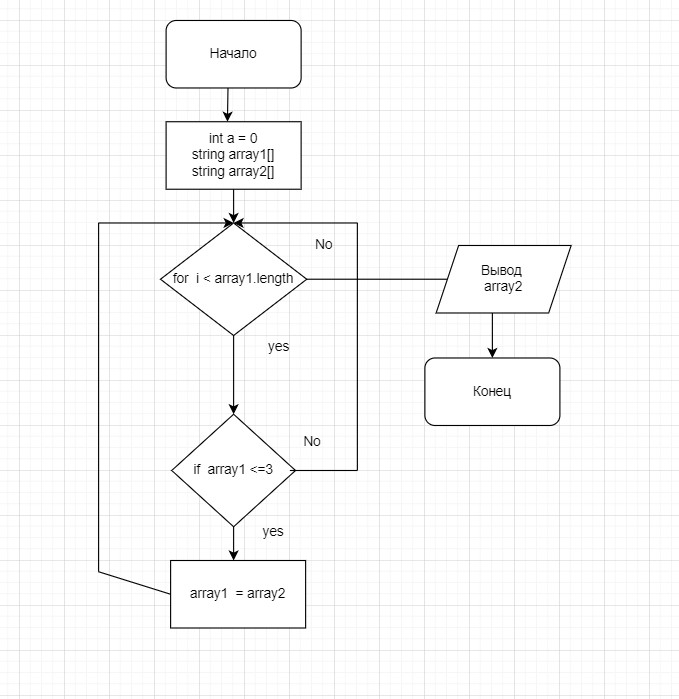 Начало
int a = 0
string array1[]
string array2[]
No
for i < array1.length
Вывод
array2
yes
Конец
No
if array1 <=3
yes
array1 = array2